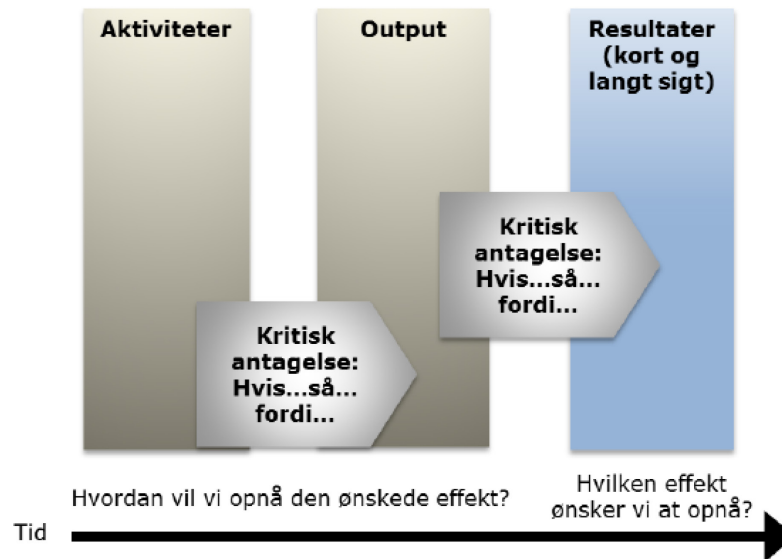 Aktiviteter
Output
Resultater
(kort og
langt sigt)
Kritisk
antagelse:
Hvis...så...
fordi...
Kritisk
antagelse:
Hvis...så...
fordi...
Hvordan vil vi opnå den ønskede effekt?
Hvilken effekt
ønsker vi at opnå?
Tid